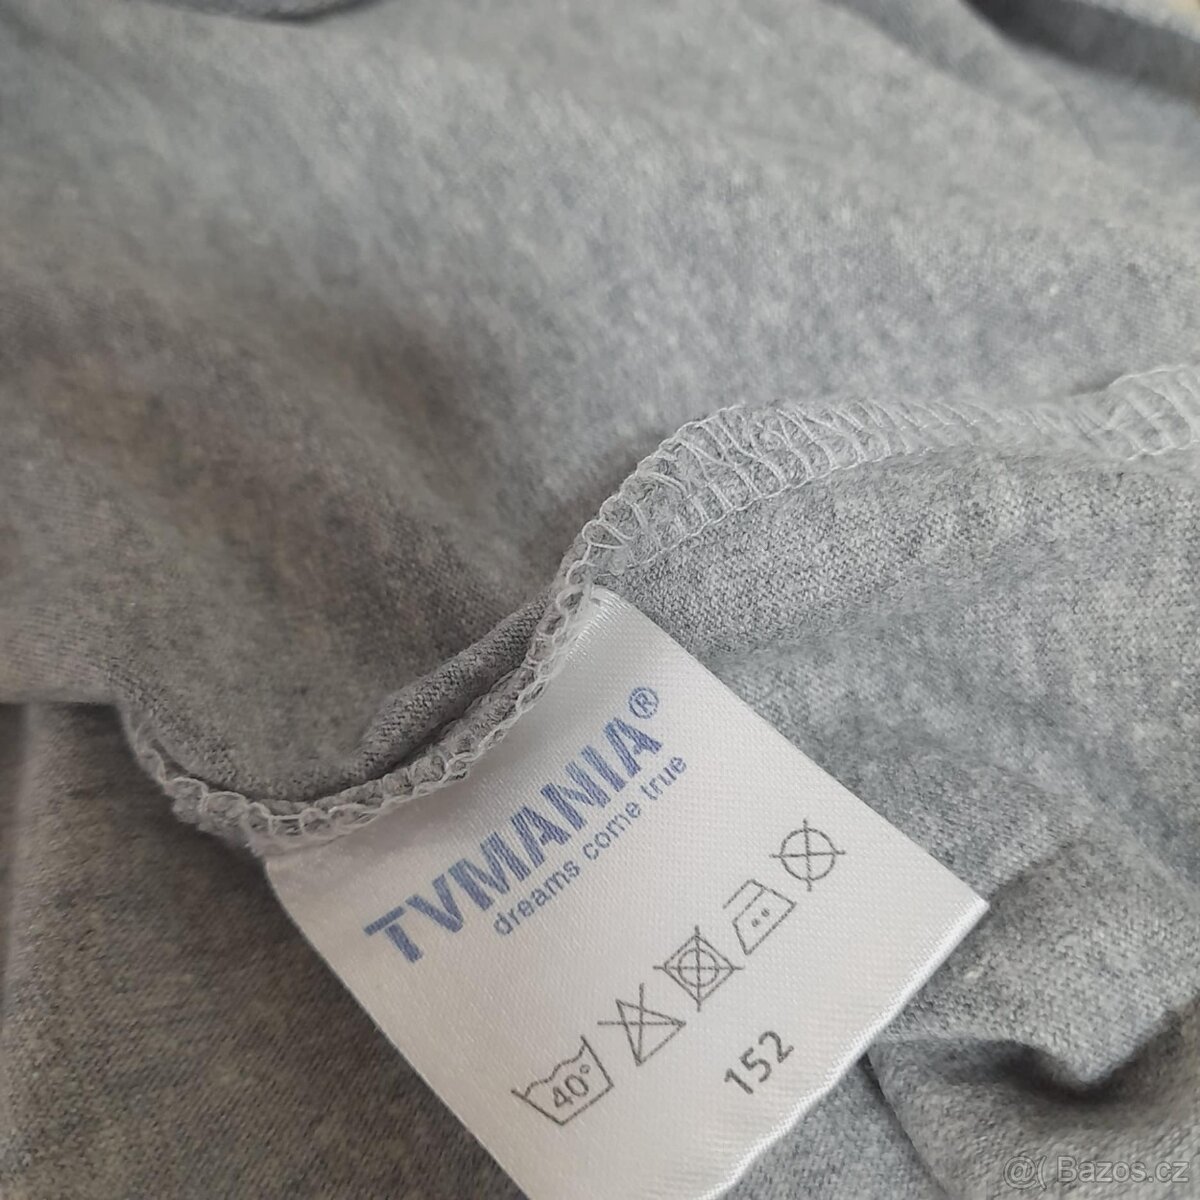 TVMANIA®
dreams come true
40°
152
@( Bazos.cz